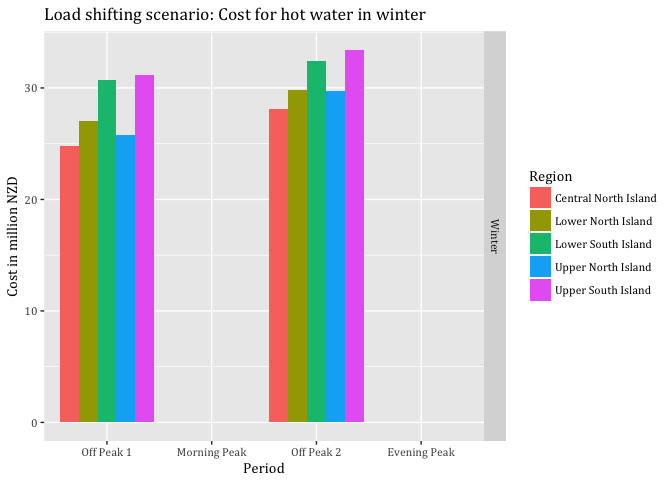 Load shifting scenario: Cost for hot water in winter
Cost in million NZD
30
20
10
0
Off Peak 1
Morning Peak
Off Peak 2
Evening Peak
Period
Winter
Region
Central North Island
Lower North Island
Lower South Island
Upper North Island
Upper South Island